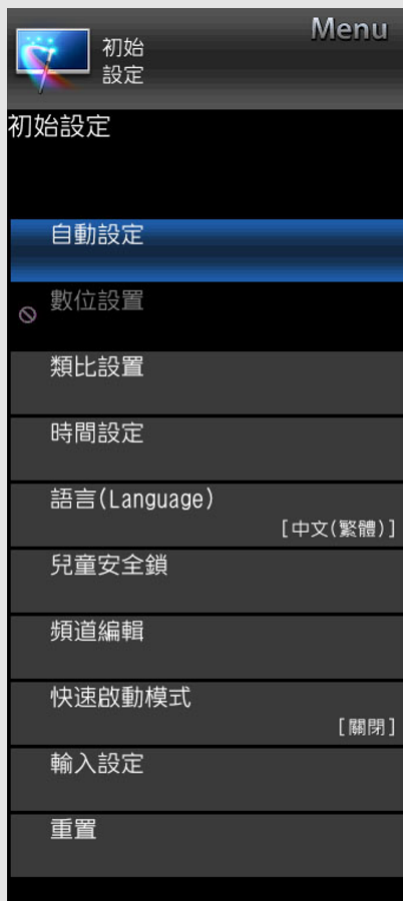 Menu
初始
設定
初始設定
自動設定
數位設置
類比設置
時間設定
語言(Language)
[中文(繁體)]
兒童安全鎖
頻道編輯
快速啟動模式
[關閉]
輸入設定
重置